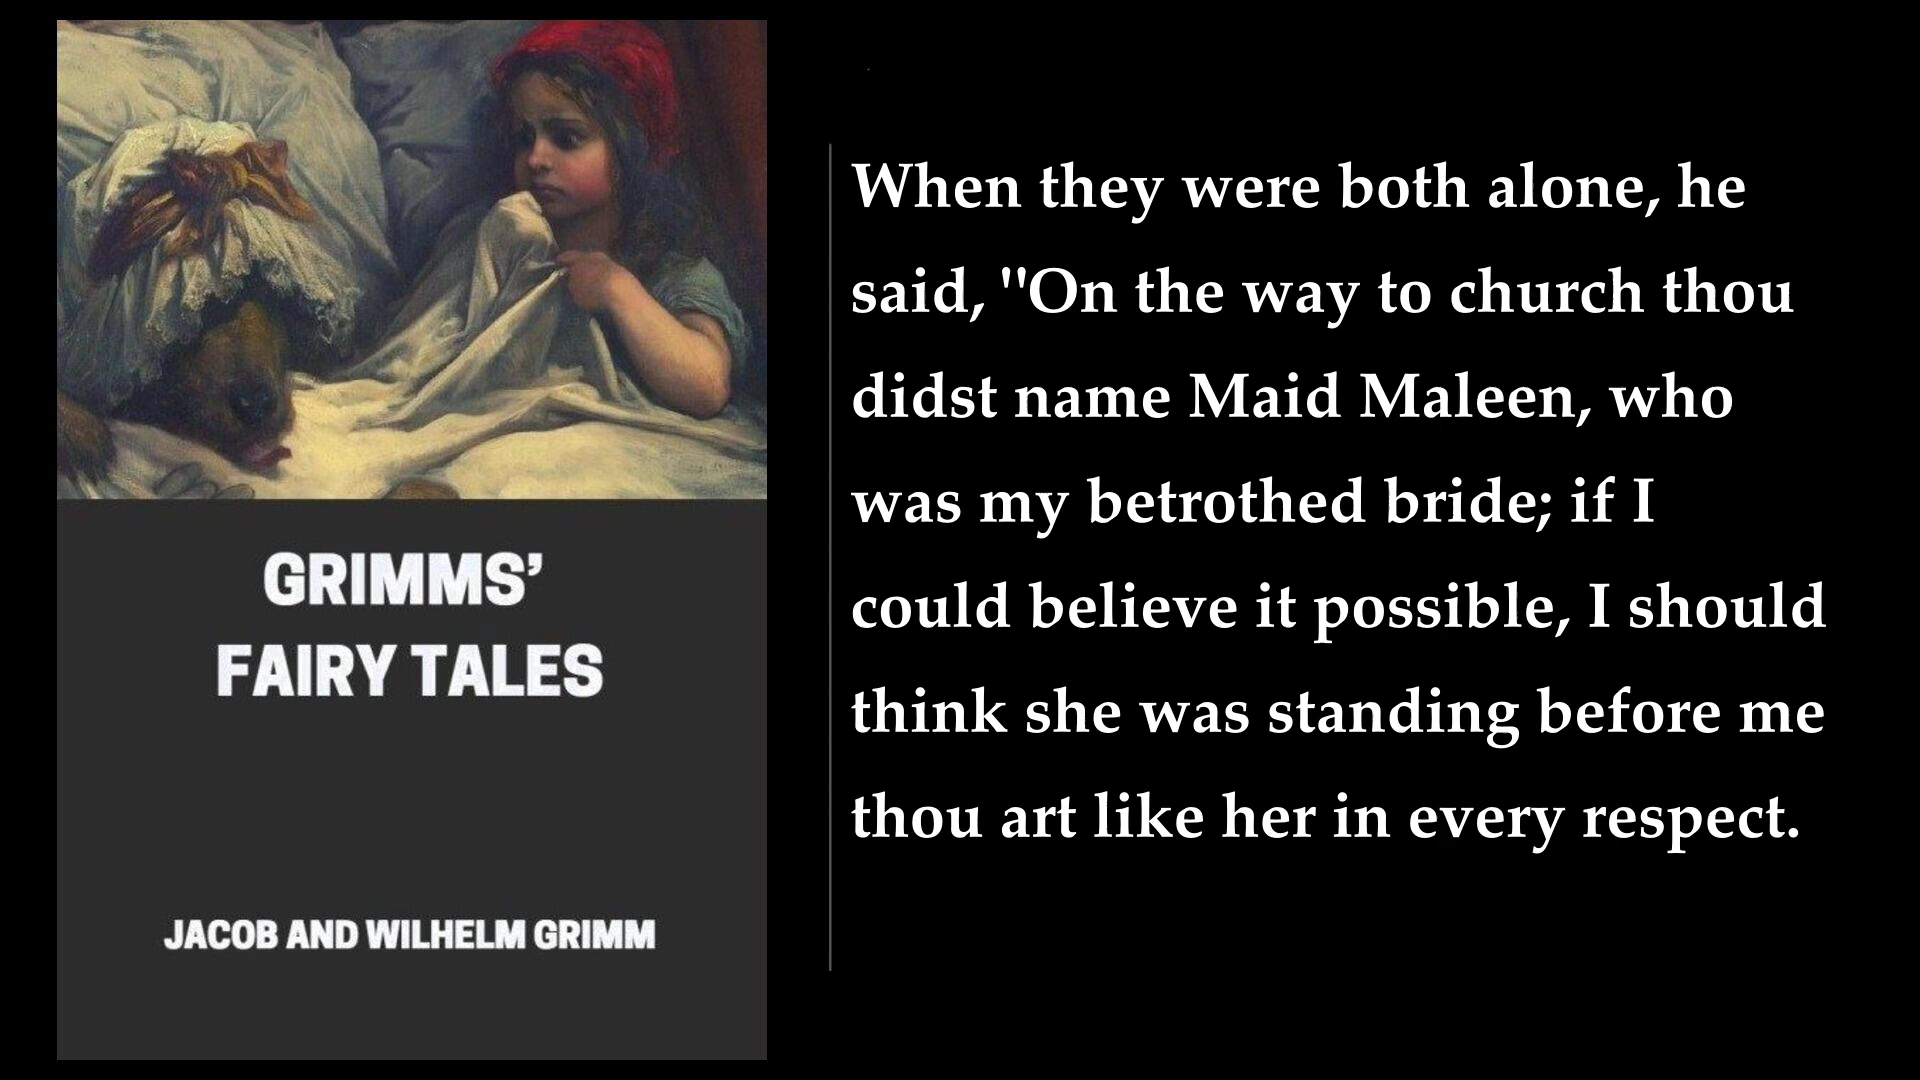 GRIMMS’
FAIRY TALES
JACOB AND WILHELM GRIMM
When they were both alone, he
said, "On the way to church thou
didst name Maid Maleen, who
was my betrothed bride; if I
could believe it possible, I should
think she was standing before me
thou art like her in every respect.